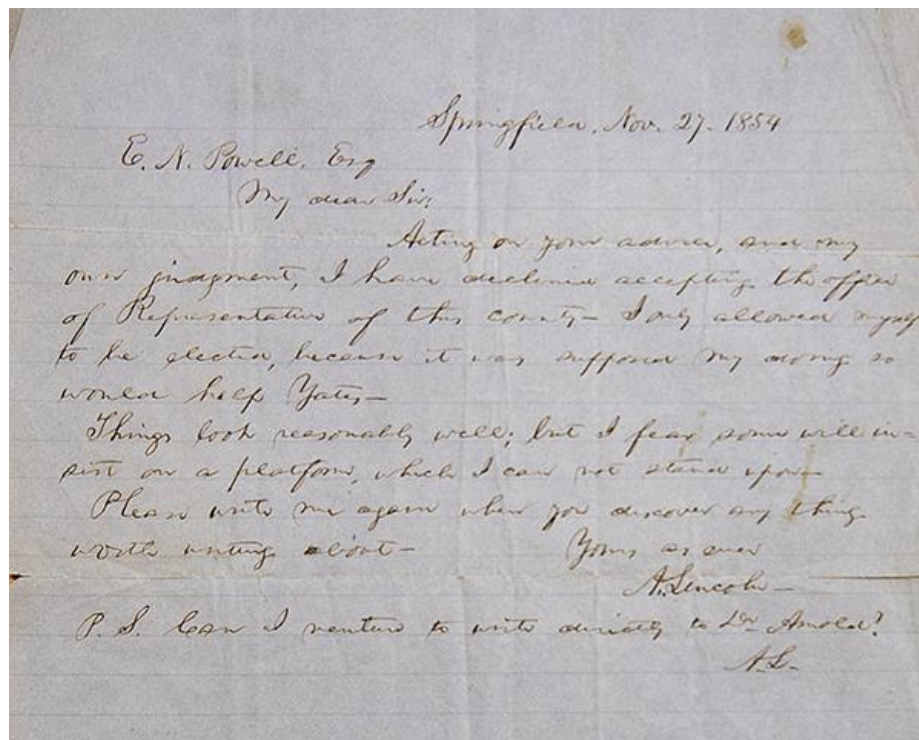 Springfield, Nov. 27. 1854
E. N. Powell, Esq
My dear Sir:
Acting on your advice, and my
own judgment, I have declined accepting the office
of Representative of this county— I only allowed myself
to be elected, because it was supposed my doing so
would help Yates—
Things look reasonably well; but I fear some will in-
sist on a platform, which I can not stand upon—
Please write me again when you discover any thing
worth writing about—
Yours as ever
A. Lincoln—
P. S. Can I venture to write directly to Dr Arnold?
A. L—